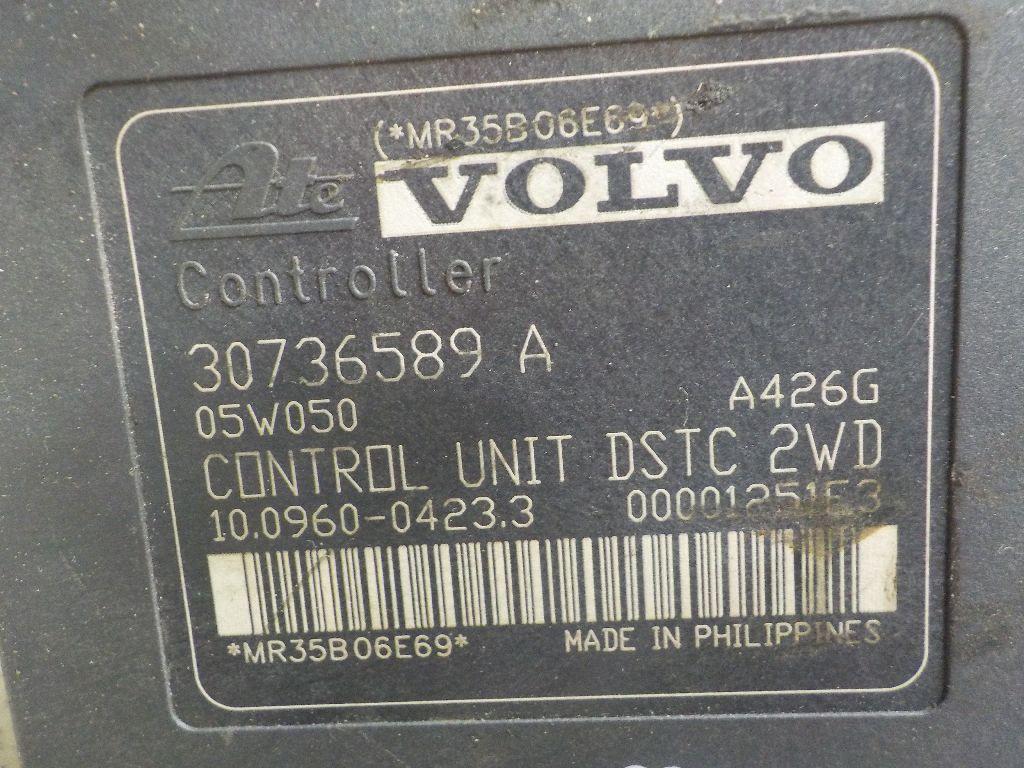 (*MR35B06E69*)
Ate VOLVO
Controller
30736589 A
05W050 A426G
CONTROL UNIT DSTC 2WD
10.0960-0423.3 00001251E3
*MR35B06E69* MADE IN PHILIPPINES